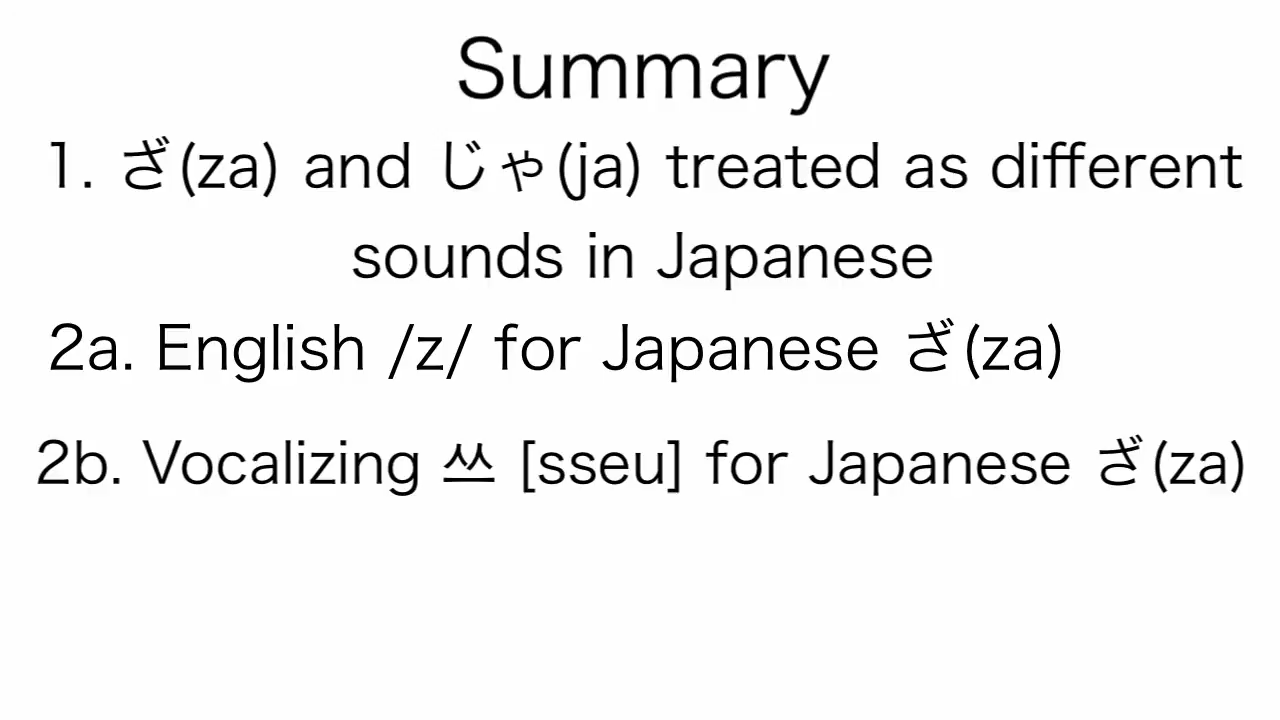 Summary
1. ざ(za) and じゃ(ja) treated as different
sounds in Japanese
2a. English /z/ for Japanese ざ(za)
2b. Vocalizing 쓰 [sseu] for Japanese ざ(za)